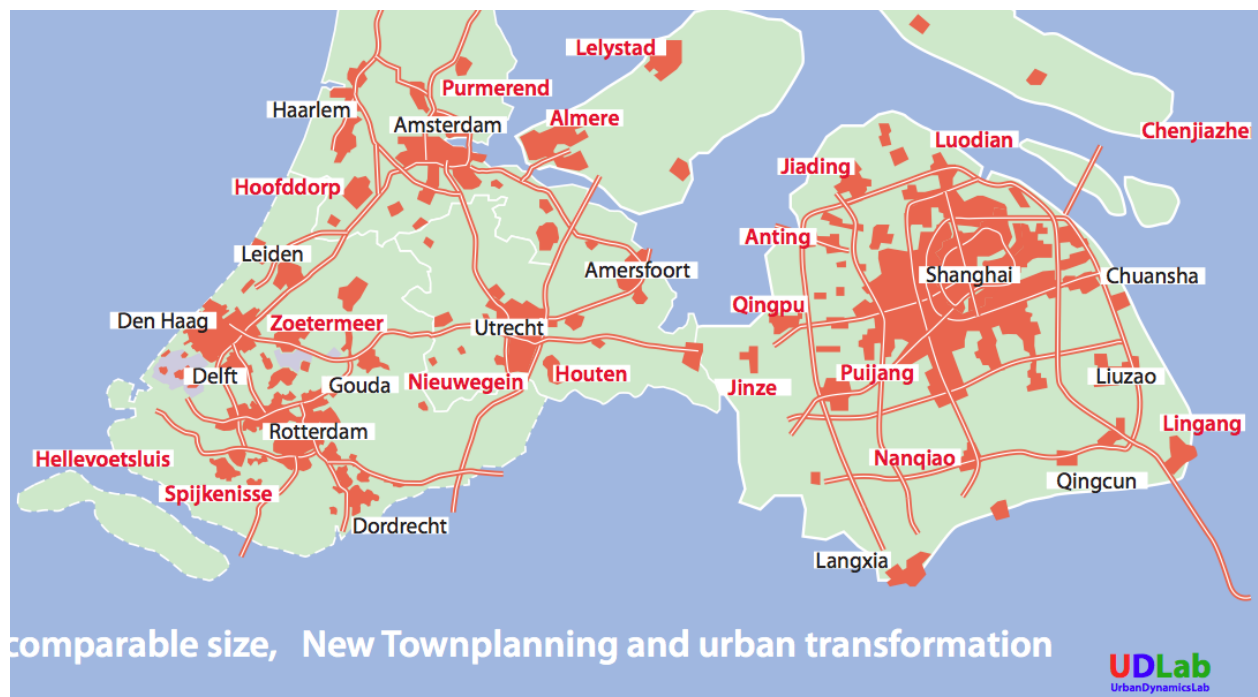 Lelystad
Purmerend
Haarlem
Amsterdam
Almere
Chenjiazhe
Luodian
Jiading
Hoofddorp
Anting
Leiden
Amersfoort
Shanghai
Chuansha
Qingpu
Den Haag
Zoetermeer
Utrecht
Delft
Gouda
Nieuwegein
Houten
Jinze
Puijang
Liuzao
Rotterdam
Lingang
Hellevoetsluis
Nanqiao
Spijkenisse
Qingcun
Dordrecht
Langxia
comparable size, New Townplanning and urban transformation
UDLab
UrbanDynamicsLab